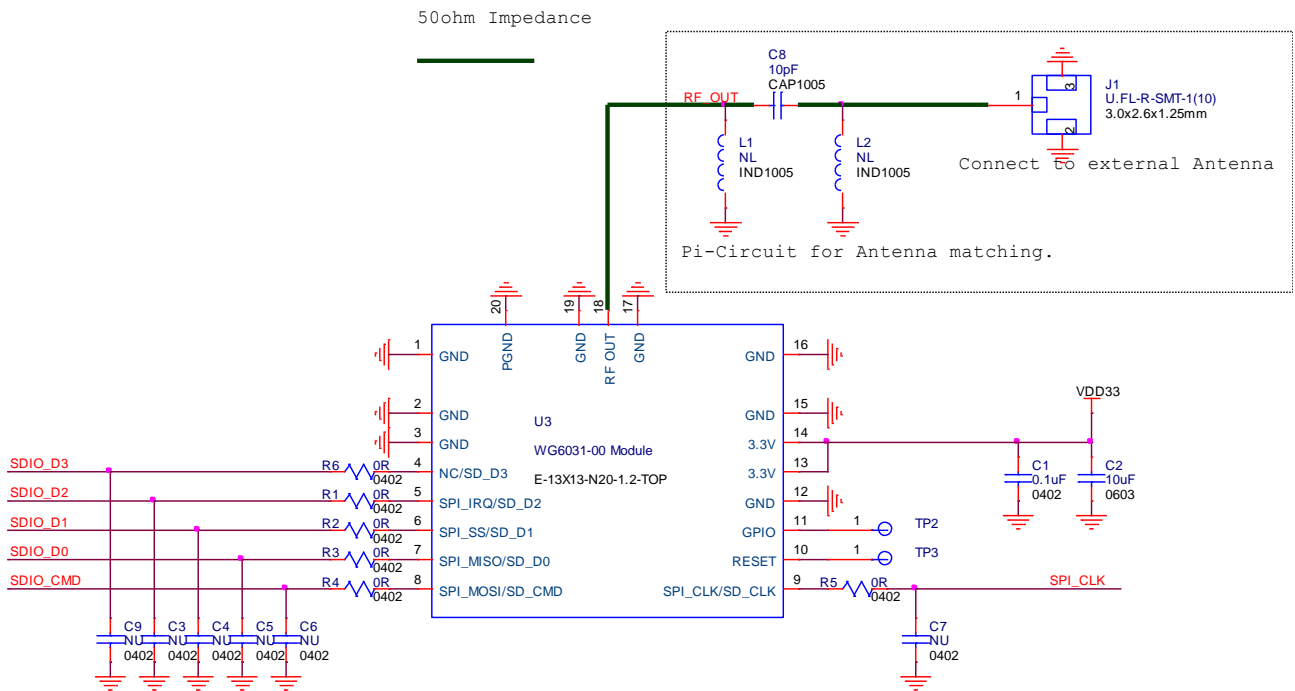 50ohm Impedance
C8
10pF
CAP1005
RF_OUT
1
3
2
J1
U.FL-R-SMT-1(10)
3.0x2.6x1.25mm
L1
NL
IND1005
L2
NL
IND1005
Connect to external Antenna
Pi-Circuit for Antenna matching.
20
19
18
17
PGND
GND
RF OUT
GND
1
GND
16
GND
2
GND
15
GND
3
GND
14
3.3V
U3
WG6031-00 Module
E-13X13-N20-1.2-TOP
VDD33
SDIO_D3
R6
0R
0402
4
NC/SD_D3
13
3.3V
C1
0.1uF
0402
C2
10uF
0603
SDIO_D2
R1
0R
0402
5
SPI_IRQ/SD_D2
12
GND
SDIO_D1
R2
0R
0402
6
SPI_SS/SD_D1
11
GPIO
1
TP2
SDIO_D0
R3
0R
0402
7
SPI_MISO/SD_D0
10
RESET
1
TP3
SDIO_CMD
R4
0R
0402
8
SPI_MOSI/SD_CMD
9
SPI_CLK/SD_CLK
R5
0R
0402
SPI_CLK
C9
NU
0402
C3
NU
0402
C4
NU
0402
C5
NU
0402
C6
NU
0402
C7
NU
0402